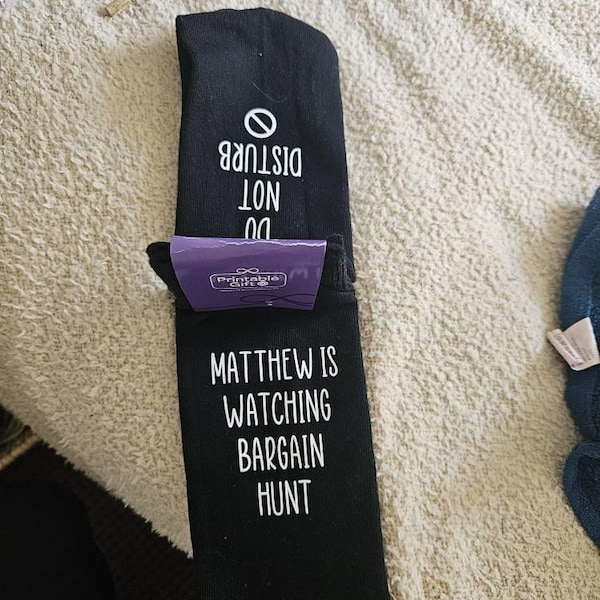 DO
NOT
DISTURB
Printable
Gift
MATTHEW IS
WATCHING
BARGAIN
HUNT